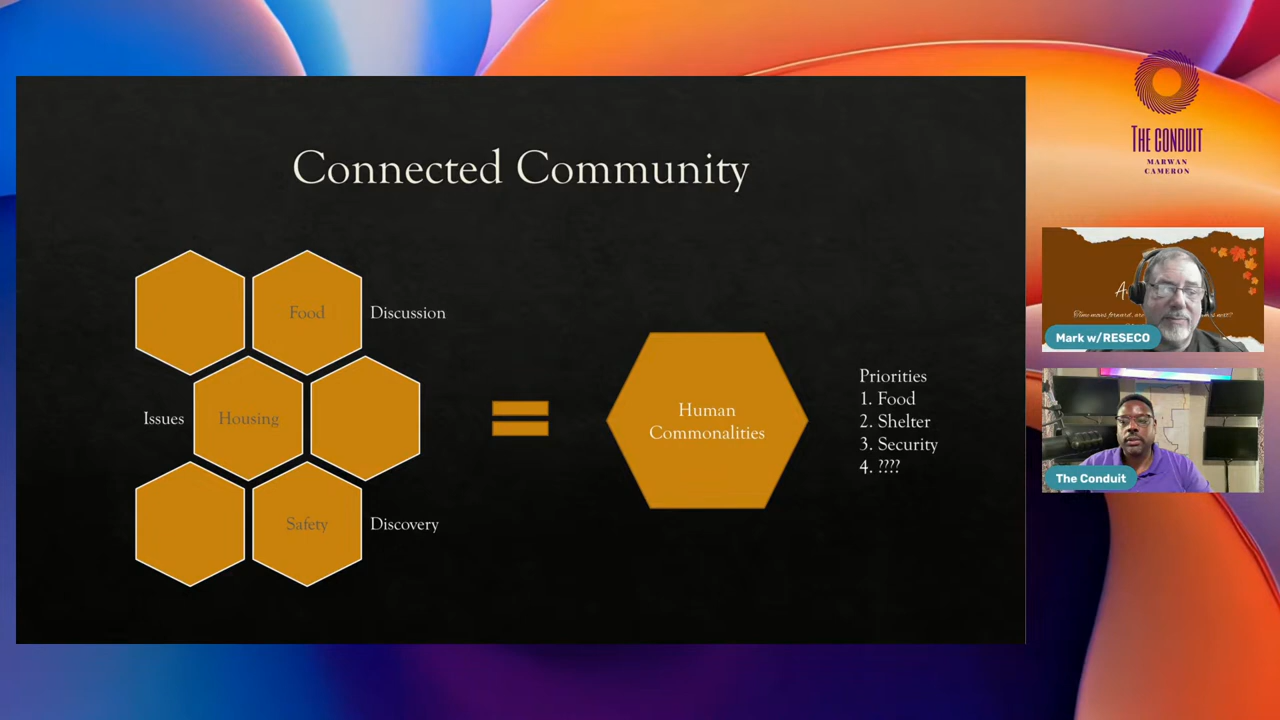 Connected Community
Food
Discussion
Issues
Housing
Safety
Discovery
Human
Commonalities
Priorities
1. Food
2. Shelter
3. Security
4. ????
THE CONDUIT
MARWAN
CAMERON
Mark w/RESECO
The Conduit